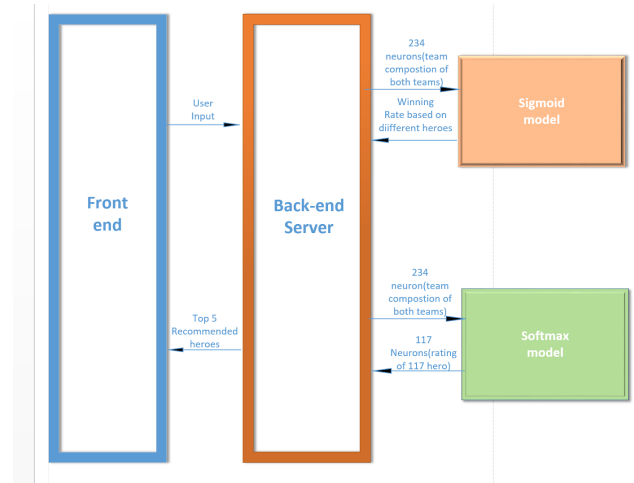 Front
end
User
Input
Top 5
Recommended
heroes
Back-end
Server
234
neurons(team
compostion of
both teams)
Winning
Rate based on
diifferent heroes
Sigmoid
model
234
neuron(team
compostion of
both teams)
117
Neurons(rating
of 117 hero)
Softmax
model